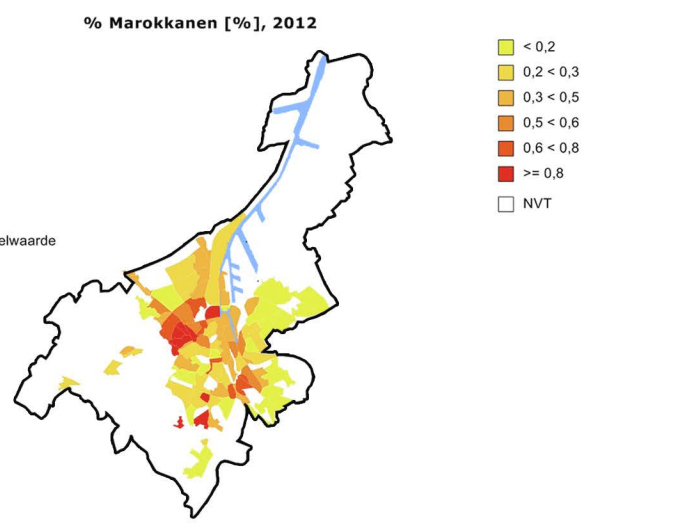 % Marokkanen [%], 2012
< 0,2
0,2 < 0,3
0,3 < 0,5
0,5 < 0,6
0,6 < 0,8
>= 0,8
NVT
elwaarde